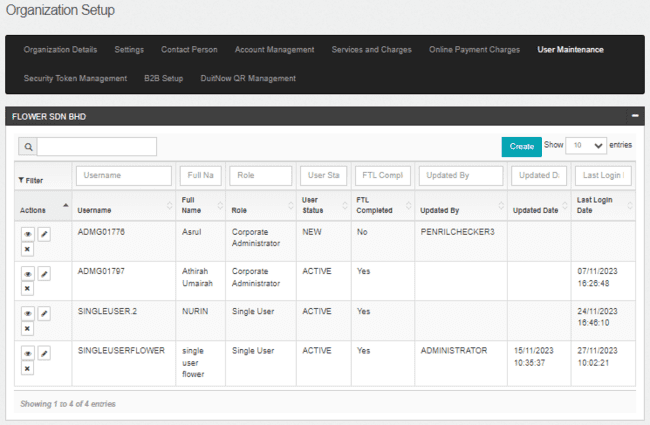 Organization Setup
Organization Details Settings Contact Person Account Management Services and Charges Online Payment Charges User Maintenance
Security Token Management B2B Setup DuitNow QR Management
FLOWER SDN BHD
Create Show 10 entries
Filter Username Full Na Role User Sta FTL Compl Updated By Updated D Last Login
Actions Username Full Name Role User Status FTL Completed Updated By Updated Date Last Login Date
ADMG01776 Asrul Corporate Administrator NEW No PENRILCHECKER3
ADMG01797 Athirah Umairah Corporate Administrator ACTIVE Yes 07/11/2023 16:26:48
SINGLEUSER.2 NURIN Single User ACTIVE Yes 24/11/2023 16:46:10
SINGLEUSERFLOWER single user flower Single User ACTIVE Yes ADMINISTRATOR 15/11/2023 10:35:37 27/11/2023 10:02:21
Showing 1 to 4 of 4 entries